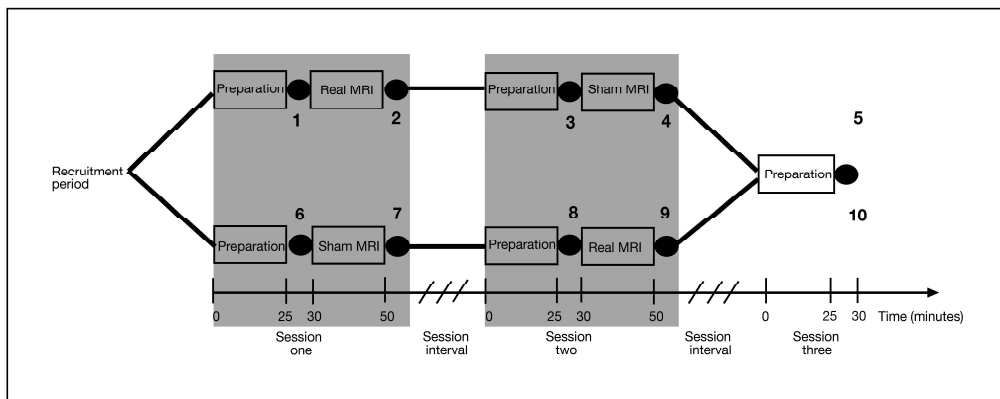 Preparation
Real MRI
1
2
Preparation
Sham MRI
3
4
5
Recruitment
period
Preparation
6
7
8
9
10
Preparation
Sham MRI
Preparation
Real MRI
0
25
30
50
0
25
30
50
0
25
30
Time (minutes)
Session
one
Session
interval
Session
two
Session
interval
Session
three